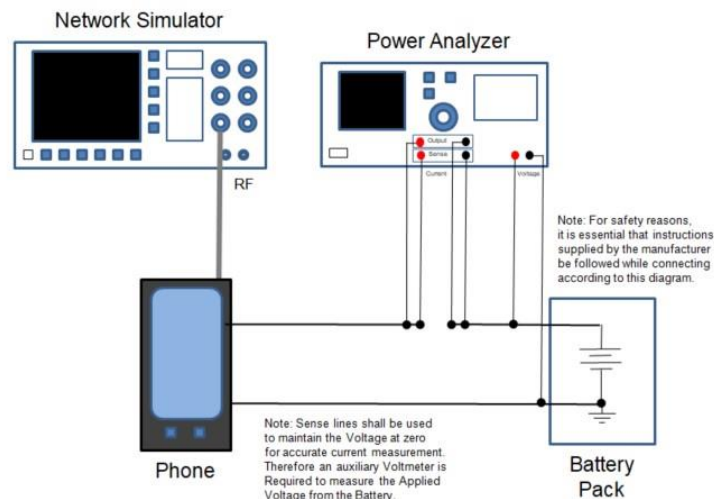 Network Simulator
Power Analyzer
Output
Sense
Current
Voltage
RF
Note: For safety reasons,
it is essential that instructions
supplied by the manufacturer
be followed while connecting
according to this diagram.
Note: Sense lines shall be used
to maintain the Voltage at zero
for accurate current measurement.
Therefore an auxiliary Voltmeter is
Required to measure the Applied
Voltage from the Battery.
Phone
Battery
Pack